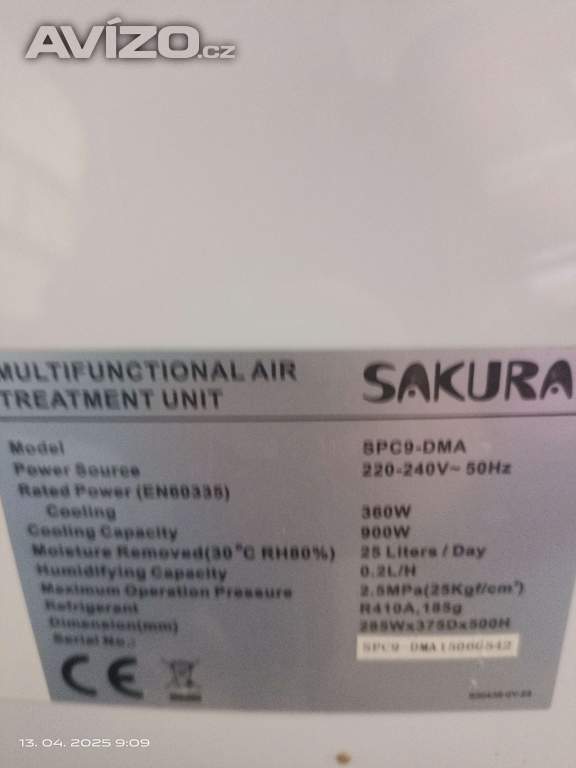 AVÍZO.cz
MULTIFUNCTIONAL AIR TREATMENT UNIT
SAKURA
Model SPC9-DMA
Power Source 220-240V~ 50Hz
Rated Power (EN60335)
Cooling 360W
Cooling Capacity 900W
Moisture Removed(30°C RH80%) 25 Liters / Day
Humidifying Capacity 0.2L/H
Maximum Operation Pressure 2.5MPa(25Kgf/cm²)
Refrigerant R410A, 185g
Dimension(mm) 285Wx375Dx500H
Serial No.:
CE
13. 04. 2025 9:09